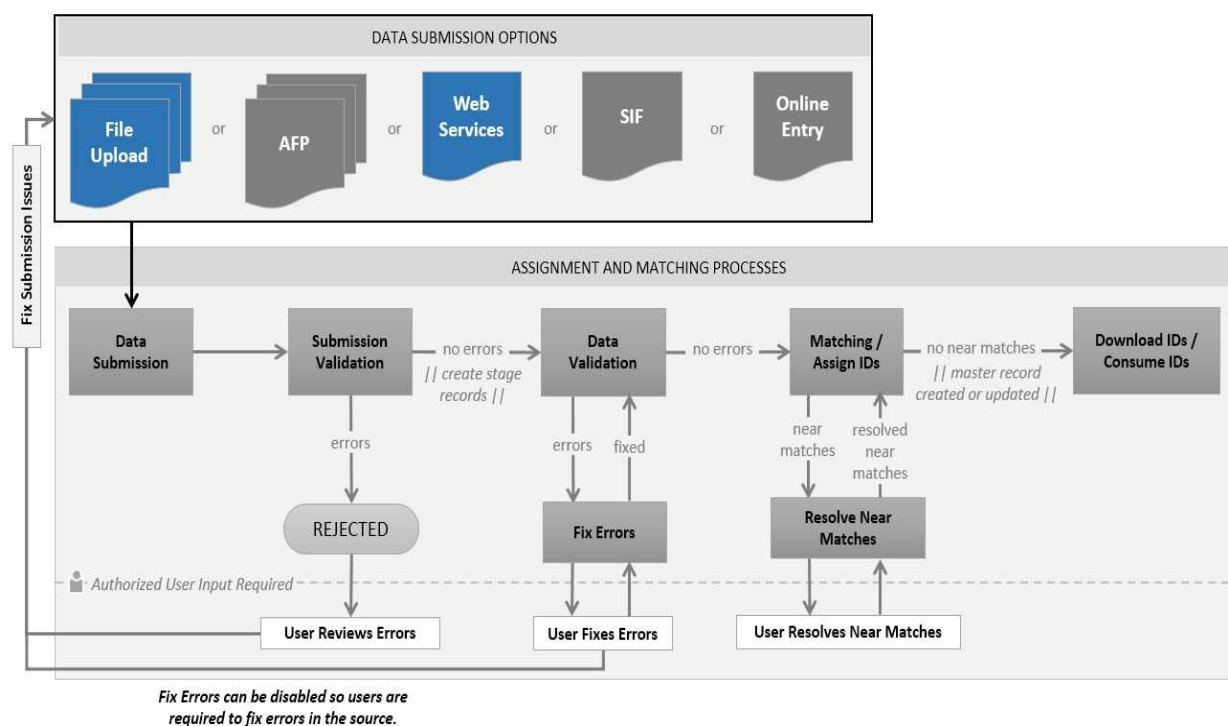 DATA SUBMISSION OPTIONS
File
Upload
or
AFP
or
Web
Services
or
SIF
or
Online
Entry
Fix Submission Issues
ASSIGNMENT AND MATCHING PROCESSES
Data
Submission
Submission
Validation
no errors
|| create stage
records ||
Data
Validation
no errors
Matching /
Assign IDs
no near matches
|| master record
created or updated ||
Download IDs /
Consume IDs
errors
errors
fixed
near
matches
resolved
near
matches
REJECTED
Fix Errors
Resolve Near
Matches
Authorized User Input Required
User Reviews Errors
User Fixes Errors
User Resolves Near Matches
Fix Errors can be disabled so users are
required to fix errors in the source.